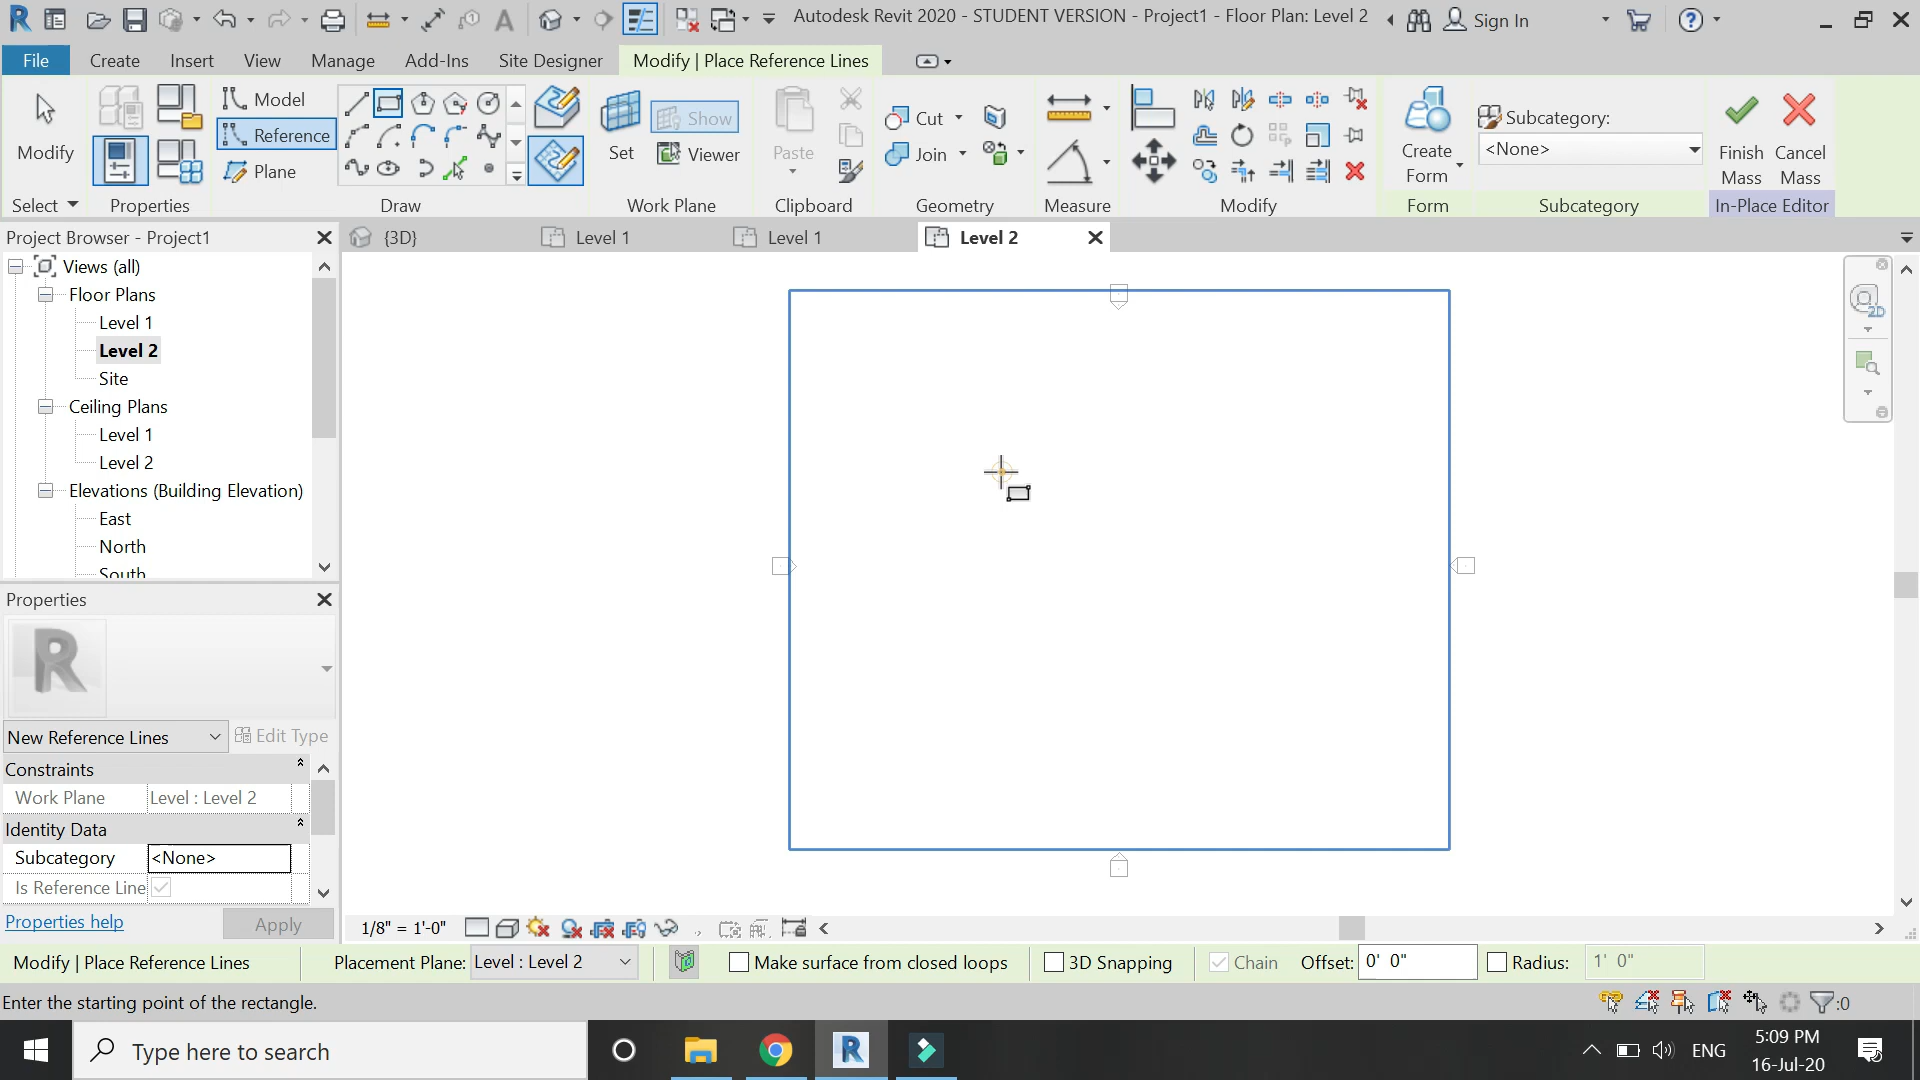 Autodesk Revit 2020 - STUDENT VERSION - Project1 - Floor Plan: Level 2
Sign In
File
Create
Insert
View
Manage
Add-Ins
Site Designer
Modify | Place Reference Lines
Modify
Model
Reference
Plane
Set
Show
Viewer
Paste
Cut
Join
Create
Form
Subcategory:
<None>
Finish
Mass
Cancel
Mass
Select
Properties
Draw
Work Plane
Clipboard
Geometry
Measure
Modify
Form
Subcategory
In-Place Editor
Project Browser - Project1
{3D}
Level 1
Level 1
Level 2
Views (all)
Floor Plans
Level 1
Level 2
Site
Ceiling Plans
Level 1
Level 2
Elevations (Building Elevation)
East
North
South
2D
Properties
R
New Reference Lines
Edit Type
Constraints
Work Plane
Level : Level 2
Identity Data
Subcategory
<None>
Is Reference Line
Properties help
Apply
1/8" = 1'-0"
Modify | Place Reference Lines
Placement Plane:
Level : Level 2
Make surface from closed loops
3D Snapping
Chain
Offset:
0' 0"
Radius:
1' 0"
Enter the starting point of the rectangle.
:0
Type here to search
R
ENG
5:09 PM
16-Jul-20